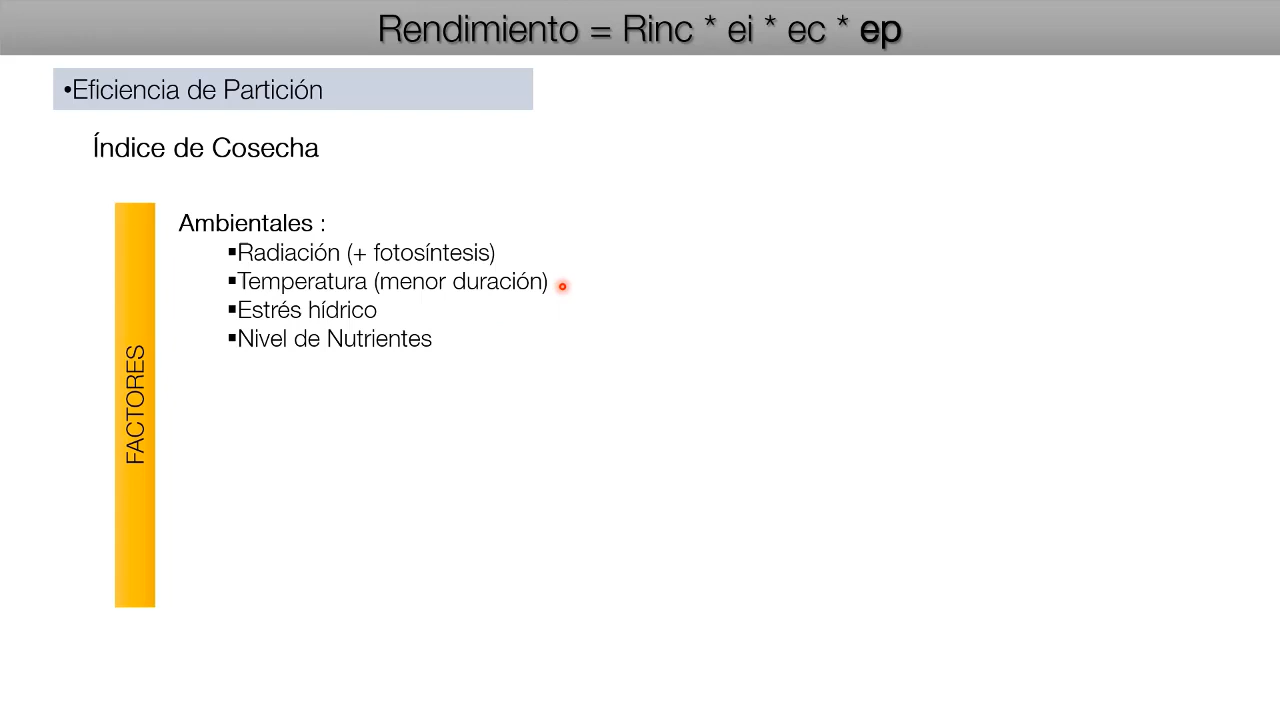 Rendimiento = Rinc * ei * ec * ep
•Eficiencia de Partición
Índice de Cosecha
FACTORES
Ambientales :
▪Radiación (+ fotosíntesis)
▪Temperatura (menor duración)
▪Estrés hídrico
▪Nivel de Nutrientes